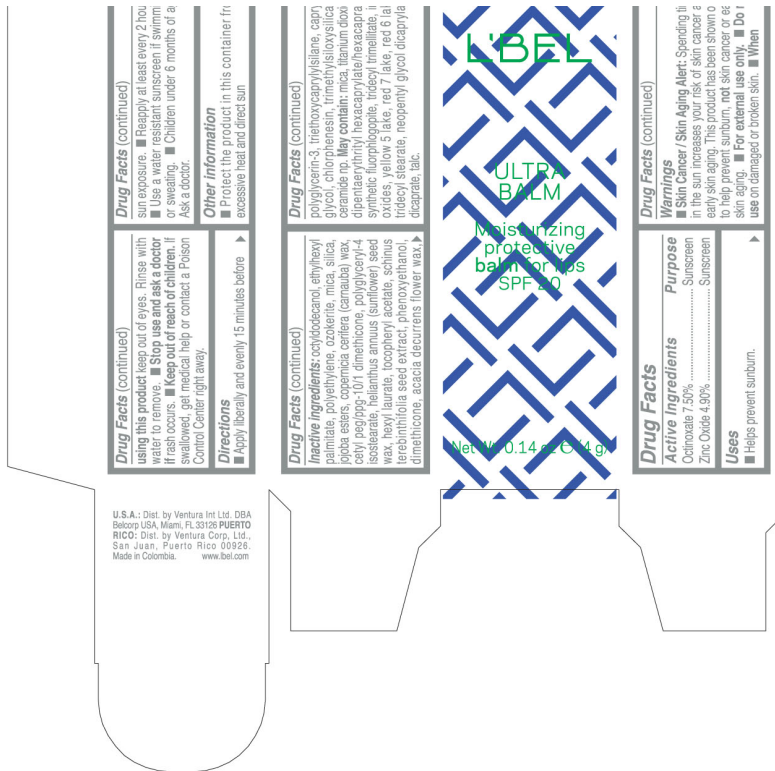 L'BEL
ULTRA
BALM
Moisturizing
protective
balm for lips
SPF 20
Net Wt. 0.14 oz ℮ (4 g)
Drug Facts
Active Ingredients Purpose
Octinoxate 7.50% .......................... Sunscreen
Zinc Oxide 4.90% .......................... Sunscreen
Uses
■ Helps prevent sunburn. ▶
Drug Facts (continued)
Warnings
■ Skin Cancer / Skin Aging Alert: Spending ti
in the sun increases your risk of skin cancer a
early skin aging. This product has been shown o
to help prevent sunburn, not skin cancer or ea
skin aging. ■ For external use only. ■ Do
use on damaged or broken skin. ■ When
Drug Facts (continued)
using this product keep out of eyes. Rinse with
water to remove. ■ Stop use and ask a doctor
if rash occurs. ■ Keep out of reach of children. If
swallowed, get medical help or contact a Poison
Control Center right away.
Directions
■ Apply liberally and evenly 15 minutes before ▶
Drug Facts (continued)
sun exposure. ■ Reapply at least every 2 hou
■ Use a water resistant sunscreen if swimm
or sweating. ■ Children under 6 months of a
Ask a doctor.
Other information
■ Protect the product in this container fr
excessive heat and direct sun
Drug Facts (continued)
Inactive ingredients: octyldodecanol, ethylhexyl
palmitate, polyethylene, ozokerite, mica, silica,
jojoba esters, copernicia cerifera (carnauba) wax,
cetyl peg/ppg-10/1 dimethicone, polyglyceryl-4
isostearate, helianthus annuus (sunflower) seed
wax, hexyl laurate, tocopheryl acetate, schinus
terebinthifolia seed extract, phenoxyethanol,
dimethicone, acacia decurrens flower wax, ▶
Drug Facts (continued)
polyglycerin-3, triethoxycaprylylsilane, capry
glycol, chlorphenesin, trimethylsiloxysilica
ceramide np. May contain: mica, titanium dioxi
dipentaerythrityl hexacaprylate/hexacapra
synthetic fluorphlogopite, tridecyl trimellitate, i
oxides, yellow 5 lake, red 7 lake, red 6 la
tridecyl stearate, neopentyl glycol dicapryla
dicaprate, talc.
U.S.A.: Dist. by Ventura Int Ltd. DBA
Belcorp USA, Miami, FL 33126 PUERTO
RICO: Dist. by Ventura Corp, Ltd.,
San Juan, Puerto Rico 00926.
Made in Colombia. www.lbel.com